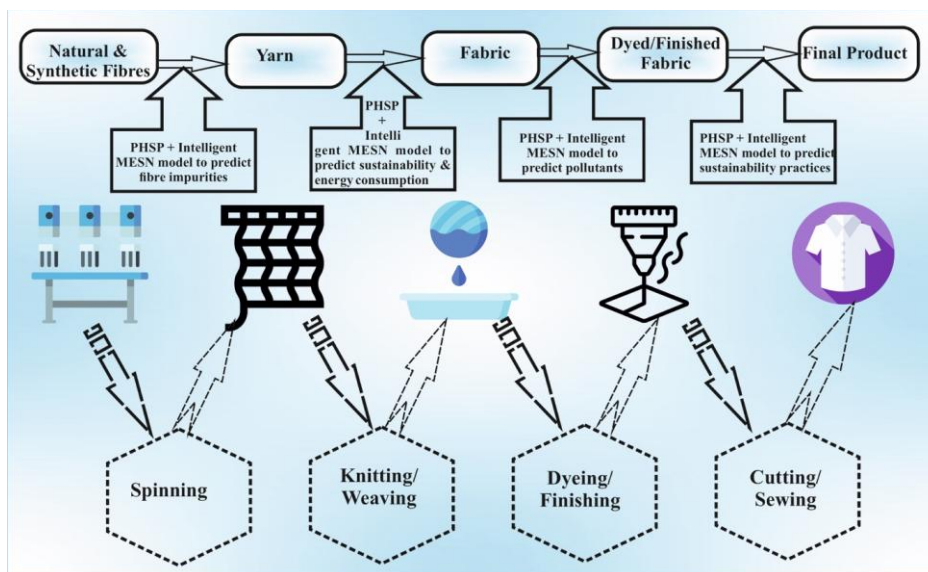 Natural &
Synthetic Fibres
Yarn
Fabric
Dyed/Finished
Fabric
Final Product
PHSP + Intelligent
MESN model to predict
fibre impurities
PHSP
+
Intelli
gent MESN model to
predict sustainability &
energy consumption
PHSP + Intelligent
MESN model to
predict pollutants
PHSP + Intelligent
MESN model to predict
sustainability practices
Spinning
Knitting/
Weaving
Dyeing/
Finishing
Cutting/
Sewing